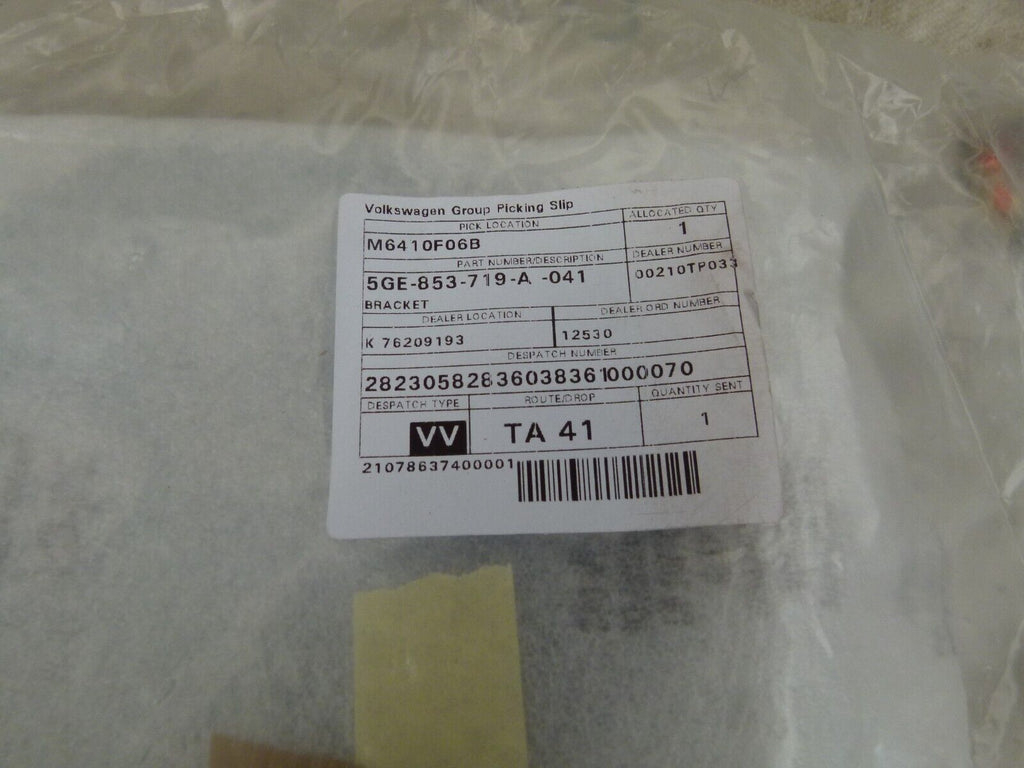 Volkswagen Group Picking Slip
PICK LOCATION
ALLOCATED QTY
M6410F06B
1
PART NUMBER/DESCRIPTION
DEALER NUMBER
5GE-853-719-A -041
00210TP033
BRACKET
DEALER LOCATION
DEALER ORD NUMBER
K 76209193
12530
DESPATCH NUMBER
28230582836038361000070
DESPATCH TYPE
ROUTE/DROP
QUANTITY SENT
VV
TA 41
1
21078637400001